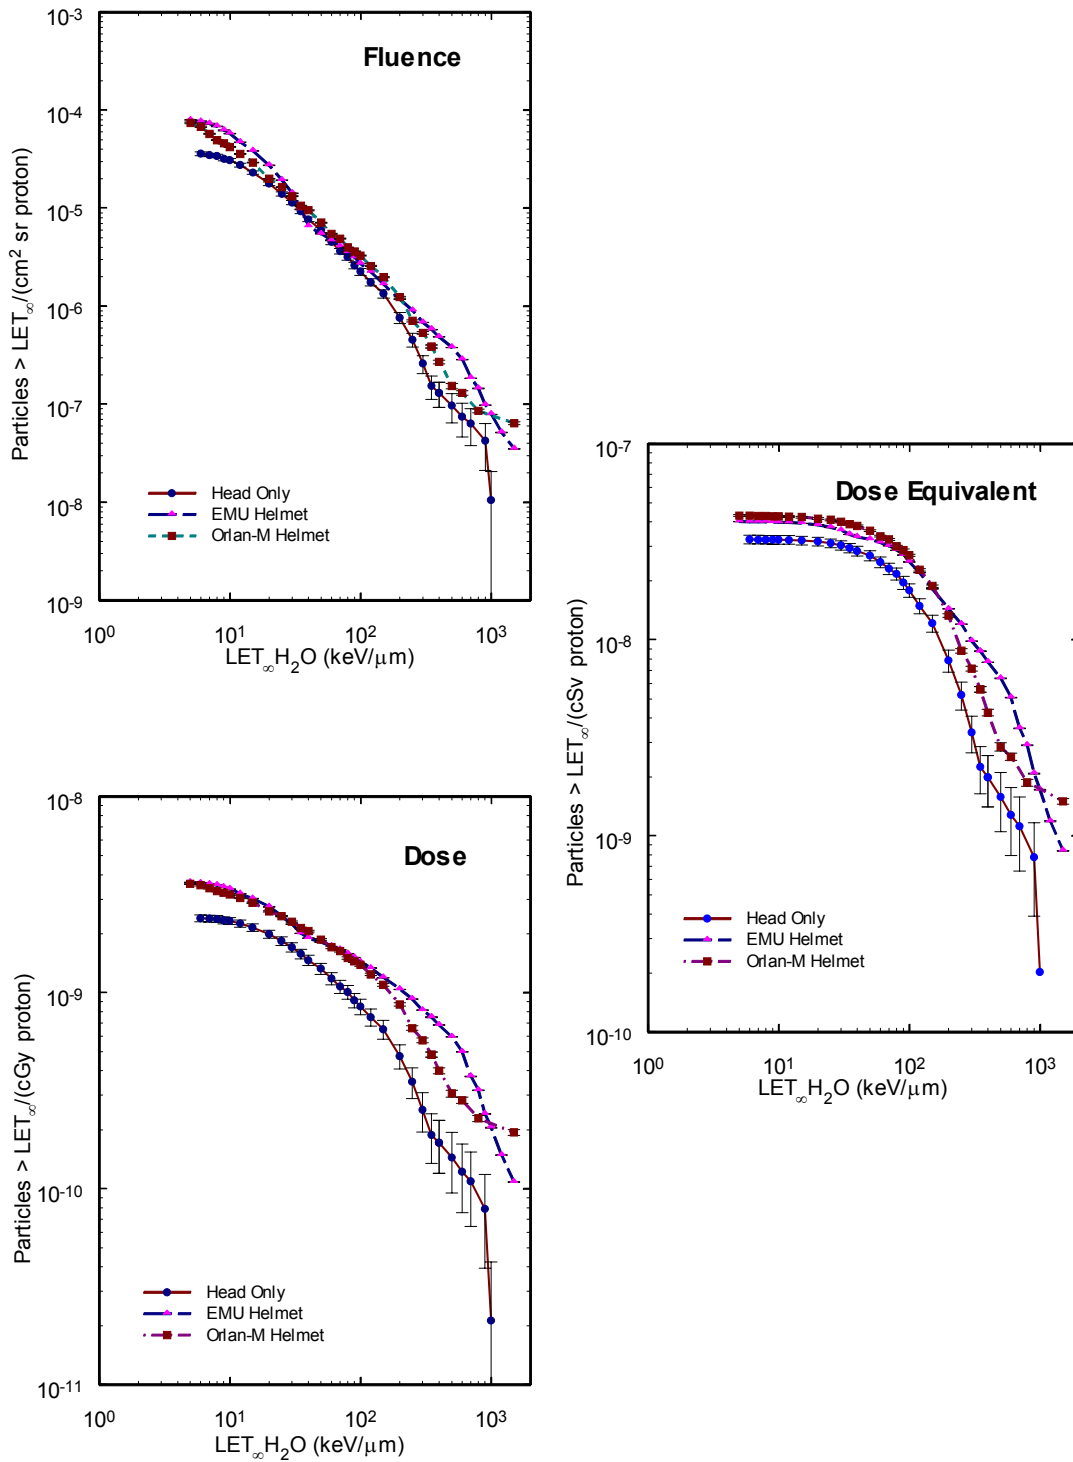 Fluence
Particles > LET∞/(cm² sr proton)
10⁻³
10⁻⁴
10⁻⁵
10⁻⁶
10⁻⁷
10⁻⁸
10⁻⁹
Head Only
EMU Helmet
Orlan-M Helmet
10⁰ 10¹ 10² 10³
LET∞H₂O (keV/μm)
Dose Equivalent
Particles > LET∞/(cSv proton)
10⁻⁷
10⁻⁸
10⁻⁹
10⁻¹⁰
Head Only
EMU Helmet
Orlan-M Helmet
10⁰ 10¹ 10² 10³
LET∞H₂O (keV/μm)
Dose
Particles > LET∞/(cGy proton)
10⁻⁸
10⁻⁹
10⁻¹⁰
10⁻¹¹
Head Only
EMU Helmet
Orlan-M Helmet
10⁰ 10¹ 10² 10³
LET∞H₂O (keV/μm)